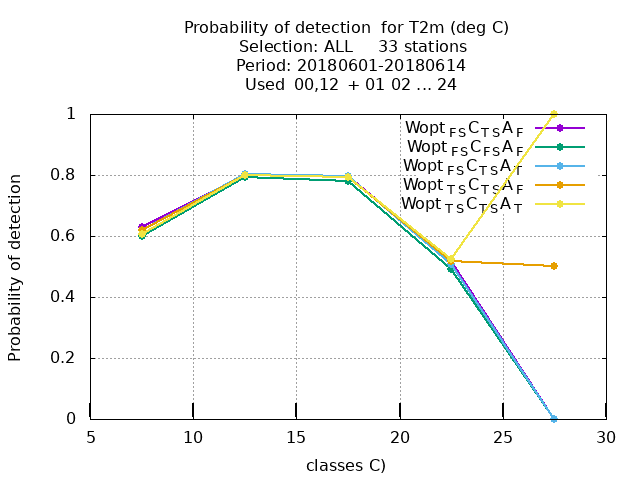 Probability of detection for T2m (deg C)
Selection: ALL 33 stations
Period: 20180601-20180614
Used 00,12 + 01 02 ... 24
Probability of detection
1
0.8
0.6
0.4
0.2
0
Wopt FS C TS A F
Wopt FS C FS A F
Wopt FS C TS A T
Wopt TS C TS A F
Wopt TS C TS A T
5 10 15 20 25 30
classes C)